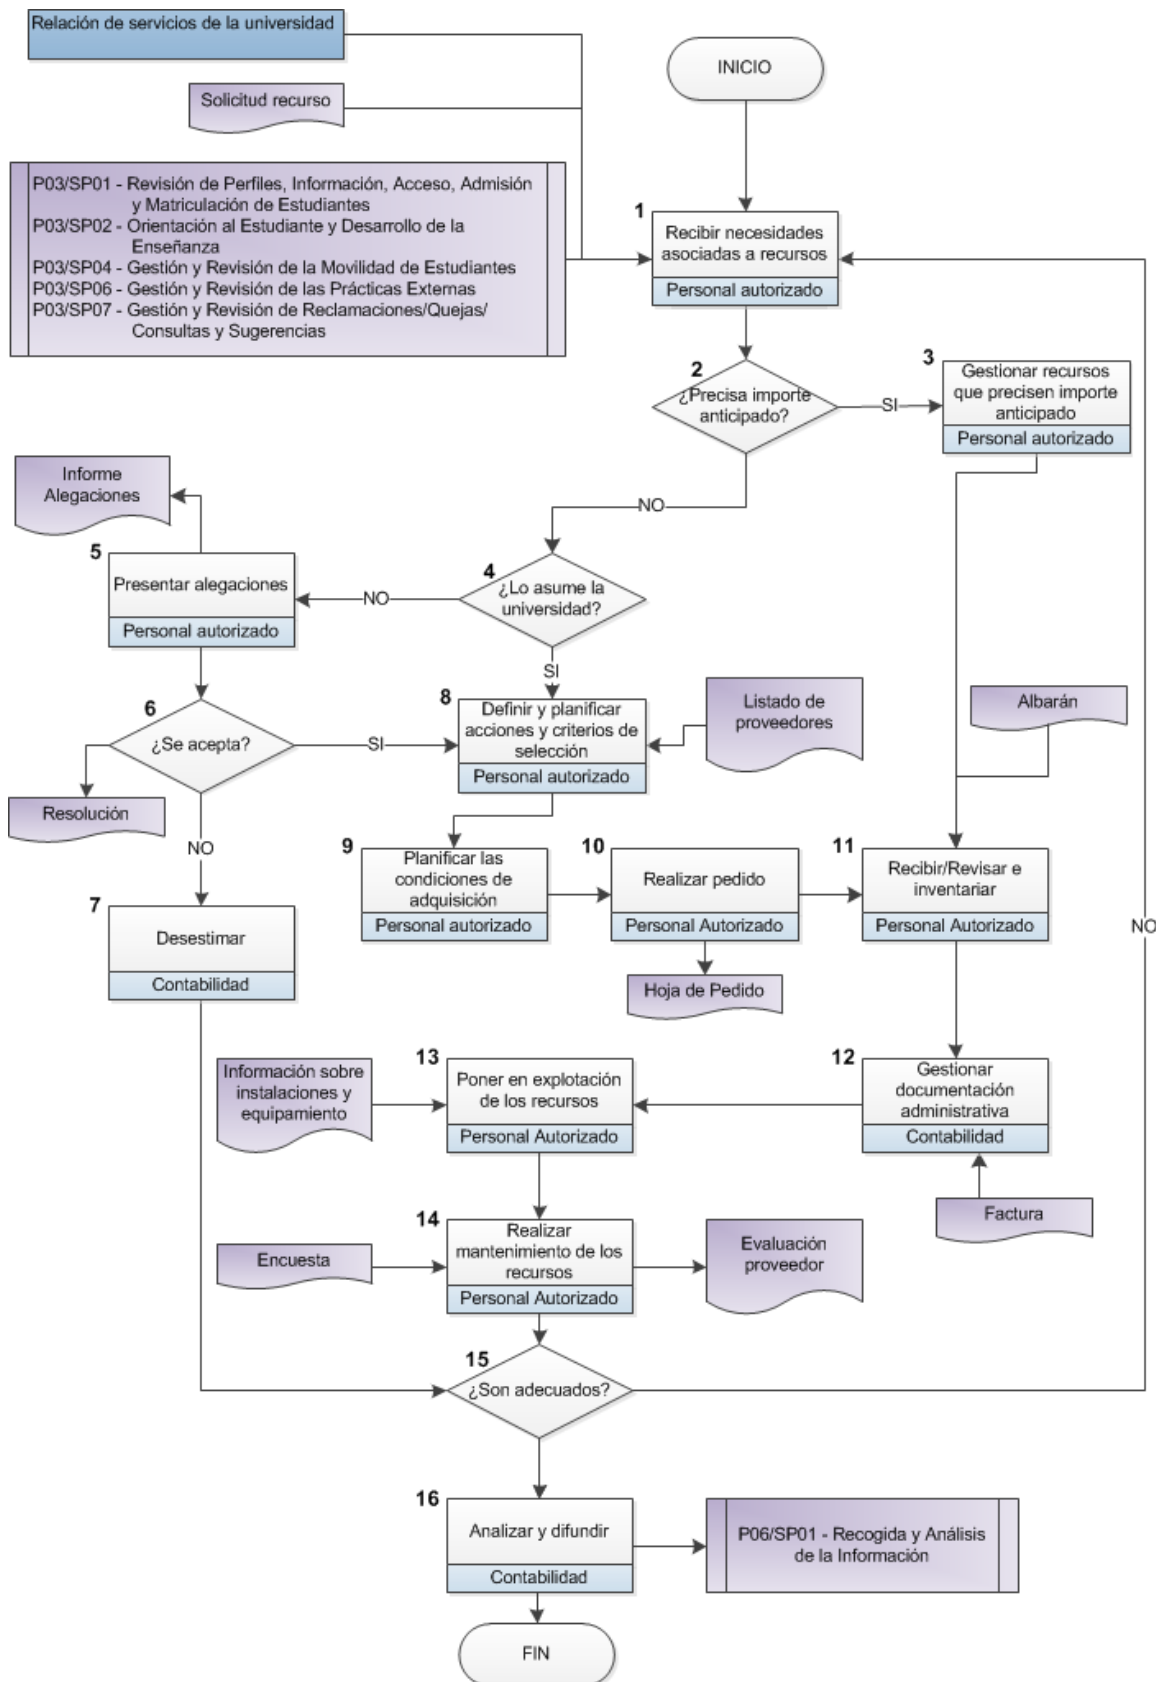 Relación de servicios de la universidad
INICIO
Solicitud recurso
P03/SP01 - Revisión de Perfiles, Información, Acceso, Admisión
y Matriculación de Estudiantes
P03/SP02 - Orientación al Estudiante y Desarrollo de la
Enseñanza
P03/SP04 - Gestión y Revisión de la Movilidad de Estudiantes
P03/SP06 - Gestión y Revisión de las Prácticas Externas
P03/SP07 - Gestión y Revisión de Reclamaciones/Quejas/
Consultas y Sugerencias
1
Recibir necesidades
asociadas a recursos
Personal autorizado
2
¿Precisa importe
anticipado?
SI
3
Gestionar recursos
que precisen importe
anticipado
Personal autorizado
NO
Informe
Alegaciones
4
¿Lo asume la
universidad?
NO
SI
5
Presentar alegaciones
Personal autorizado
6
¿Se acepta?
SI
Resolución
NO
8
Definir y planificar
acciones y criterios de
selección
Personal autorizado
Listado de
proveedores
Albarán
9
Planificar las
condiciones de
adquisición
Personal autorizado
10
Realizar pedido
Personal Autorizado
Hoja de Pedido
11
Recibir/Revisar e
inventariar
Personal Autorizado
NO
7
Desestimar
Contabilidad
Información sobre
instalaciones y
equipamiento
13
Poner en explotación
de los recursos
Personal Autorizado
12
Gestionar
documentación
administrativa
Contabilidad
Factura
Encuesta
14
Realizar
mantenimiento de los
recursos
Personal Autorizado
Evaluación
proveedor
15
¿Son adecuados?
16
Analizar y difundir
Contabilidad
P06/SP01 - Recogida y Análisis
de la Información
FIN